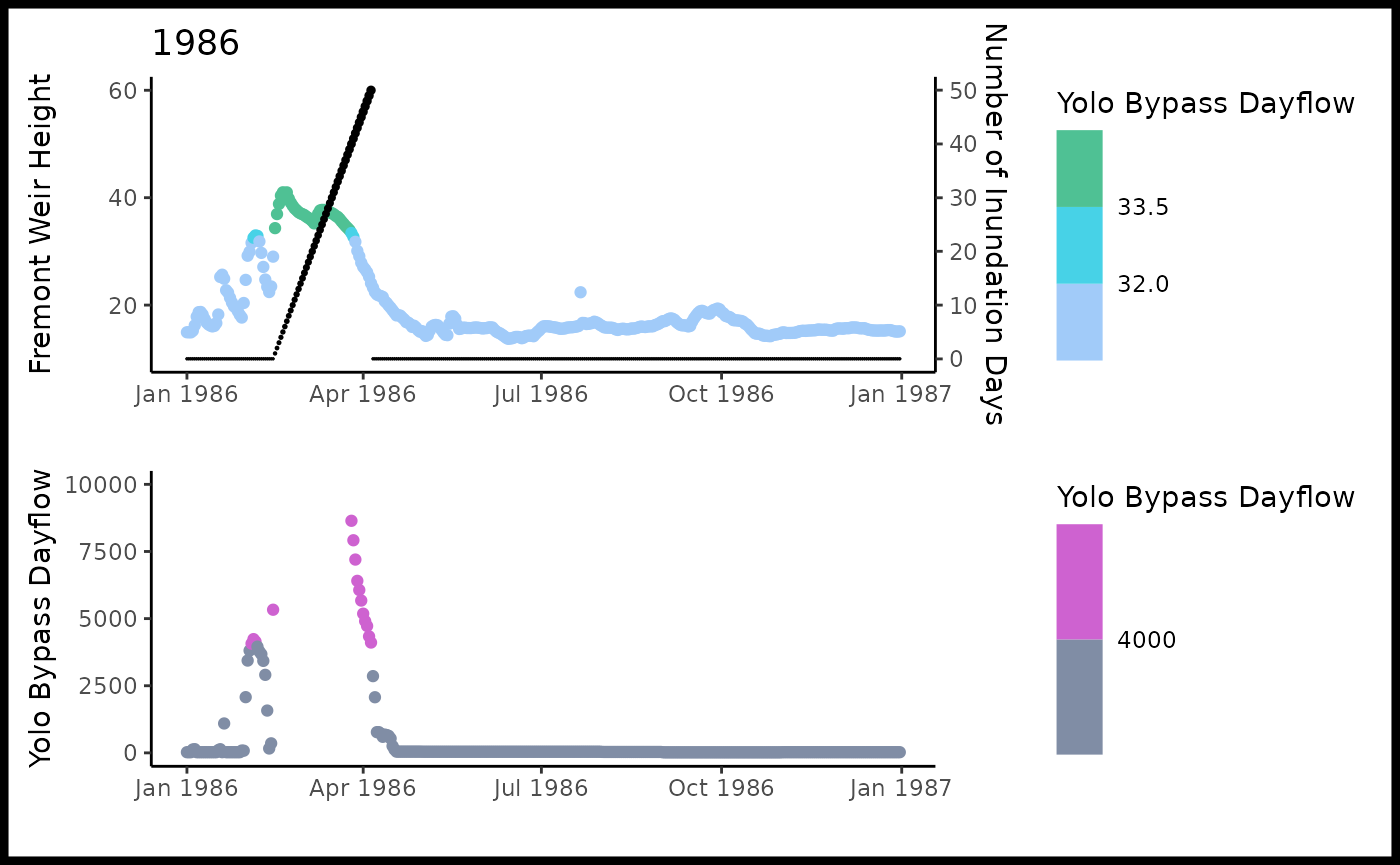 1986
Fremont Weir Height
60
40
20
50
40
30
20
10
0
Number of Inundation Days
Jan 1986
Apr 1986
Jul 1986
Oct 1986
Jan 1987
Yolo Bypass Dayflow
33.5
32.0
Yolo Bypass Dayflow
10000
7500
5000
2500
0
Jan 1986
Apr 1986
Jul 1986
Oct 1986
Jan 1987
Yolo Bypass Dayflow
4000